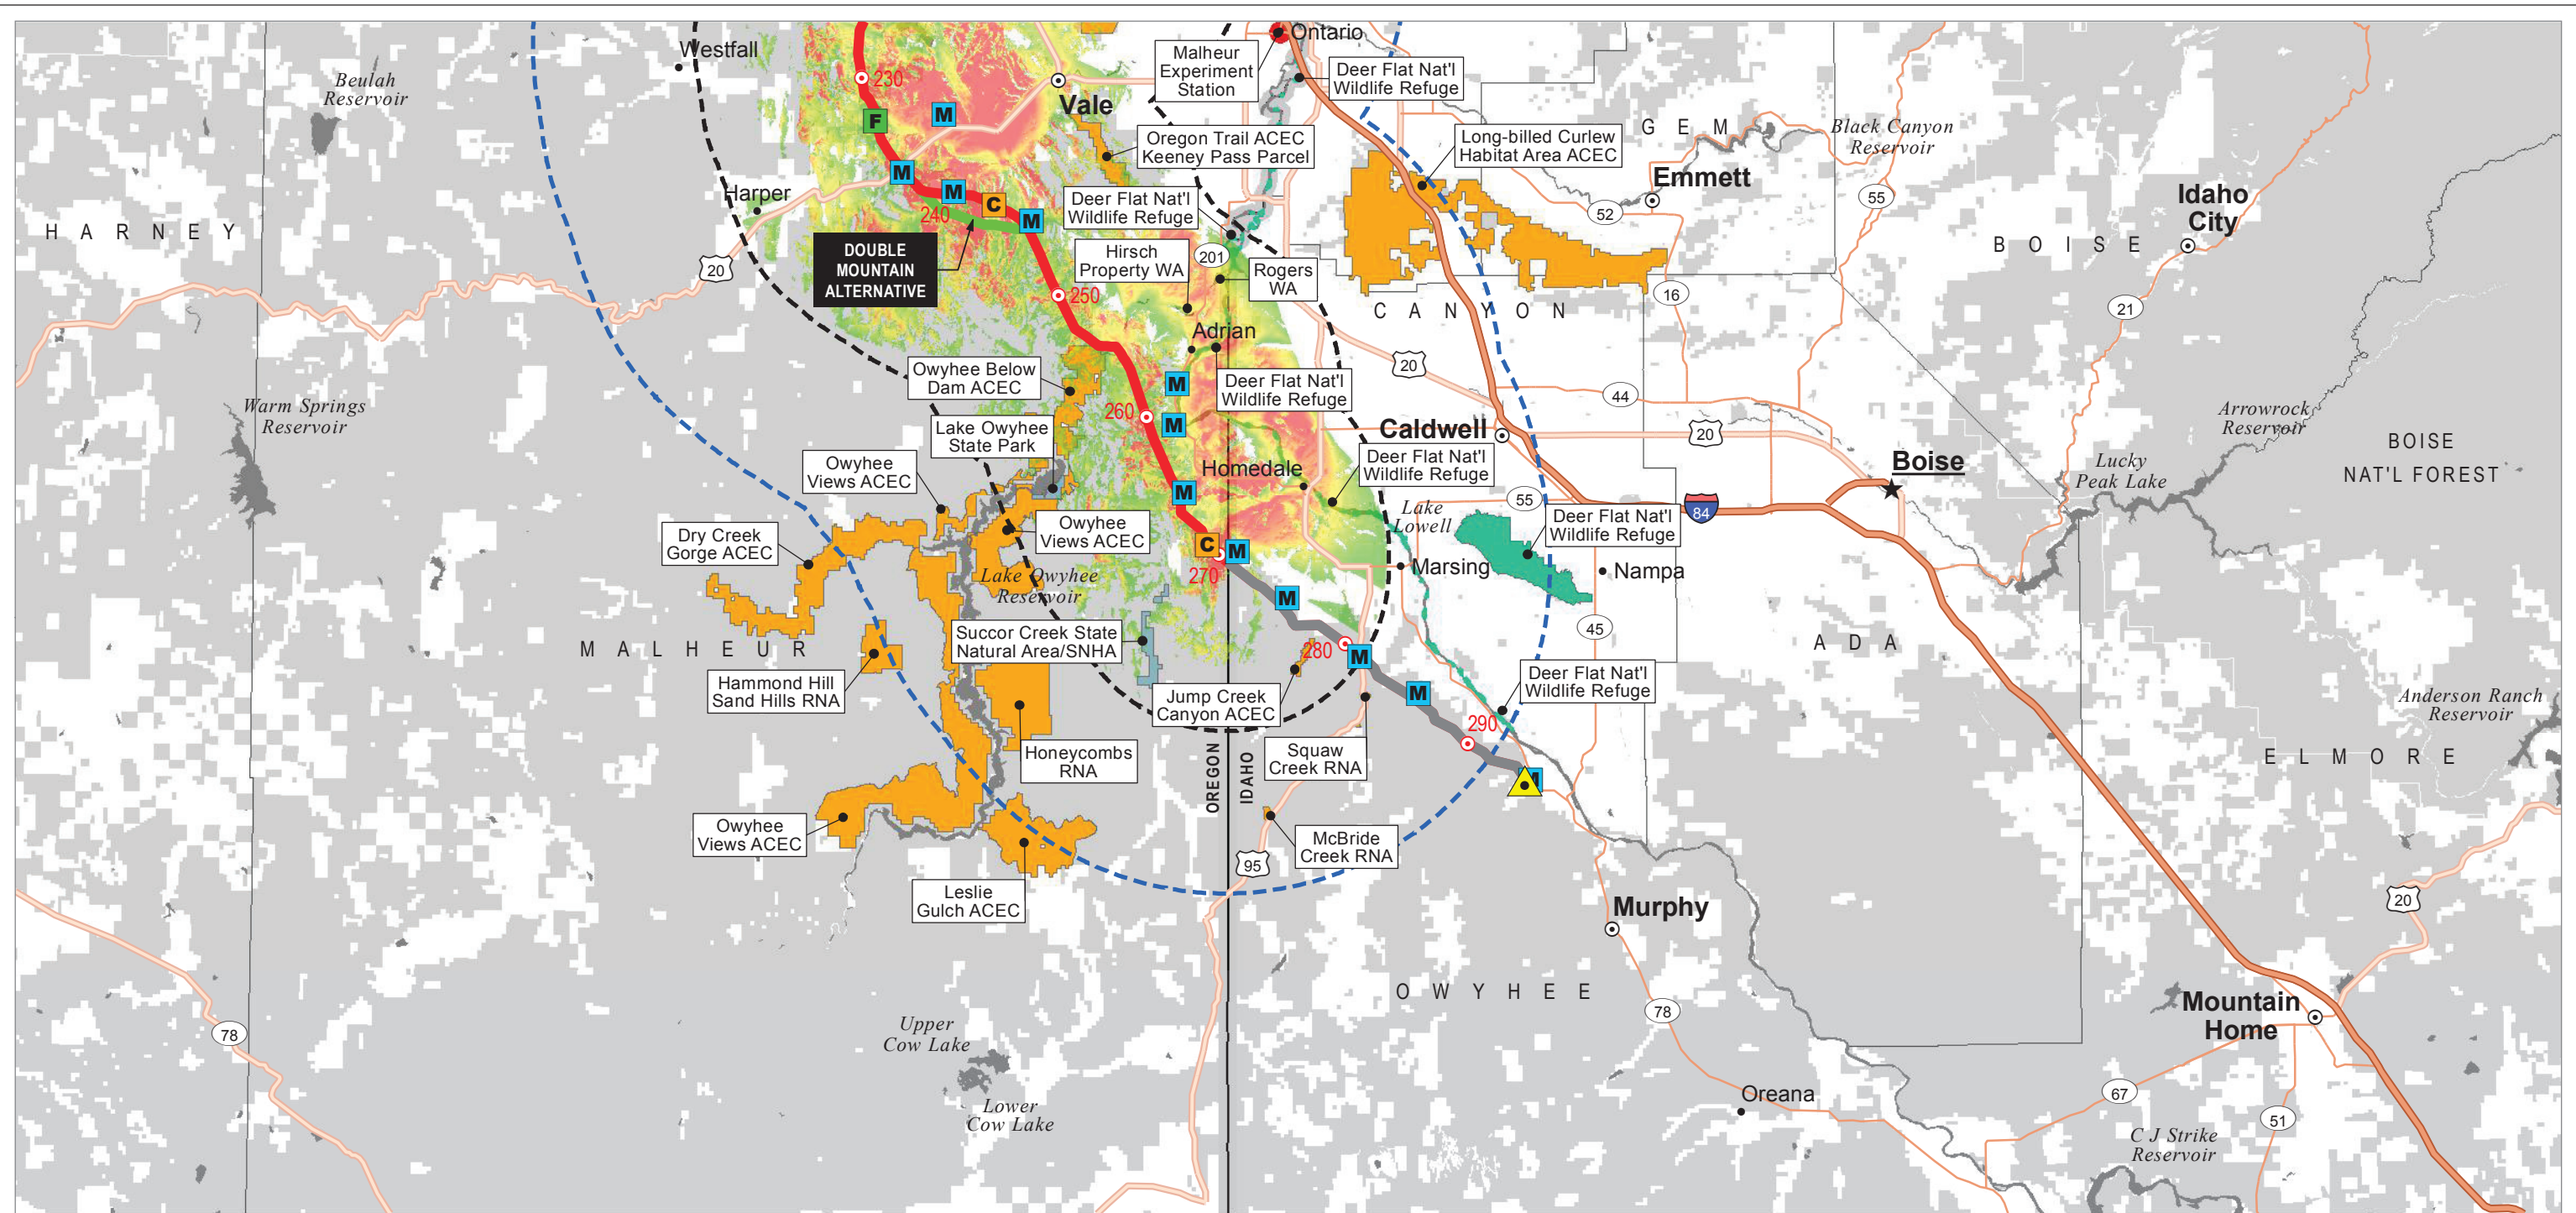 Westfall
Beulah
Reservoir
230
F
M
Vale
Malheur
Experiment
Station
Ontario
Deer Flat Nat'l
Wildlife Refuge
Oregon Trail ACEC
Keeney Pass Parcel
Long-billed Curlew
Habitat Area ACEC
G E M
Black Canyon
Reservoir
Emmett
52
55
Idaho
City
HARNEY
Harper
M
M
C
M
240
Deer Flat Nat'l
Wildlife Refuge
BOISE
20
DOUBLE
MOUNTAIN
ALTERNATIVE
Hirsch
Property WA
201
Rogers
WA
250
16
21
CANYON
Adrian
20
Owyhee Below
Dam ACEC
M
Deer Flat Nat'l
Wildlife Refuge
44
Warm Springs
Reservoir
260
M
Lake Owyhee
State Park
Caldwell
20
Arrowrock
Reservoir
BOISE
NAT'L FOREST
Owyhee
Views ACEC
Homedale
Deer Flat Nat'l
Wildlife Refuge
Boise
Lucky
Peak Lake
M
55
84
Lake
Lowell
Deer Flat Nat'l
Wildlife Refuge
Dry Creek
Gorge ACEC
Owyhee
Views ACEC
C
M
270
Lake Owyhee
Reservoir
Marsing
Nampa
M
45
MALHEUR
Succor Creek State
Natural Area/SNHA
280
M
ADA
Hammond Hill
Sand Hills RNA
Jump Creek
Canyon ACEC
M
Deer Flat Nat'l
Wildlife Refuge
Anderson Ranch
Reservoir
290
Honeycombs
RNA
OREGON
IDAHO
Squaw
Creek RNA
ELMORE
M
Owyhee
Views ACEC
McBride
Creek RNA
95
Leslie
Gulch ACEC
20
Murphy
OWYHEE
78
Mountain
Home
78
Upper
Cow Lake
Lower
Cow Lake
Oreana
67
51
C J Strike
Reservoir